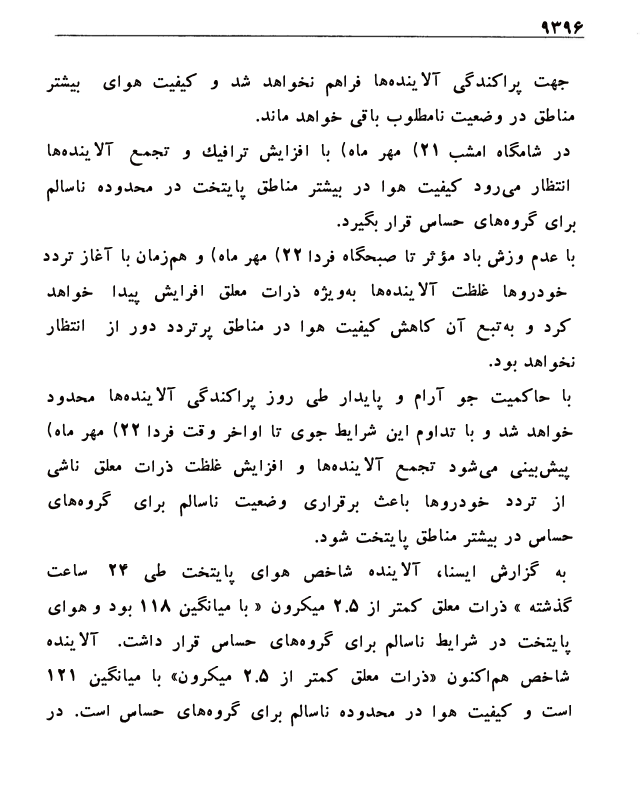 ۹۳۹۶
جهت پراکندگی آلاینده‌ها فراهم نخواهد شد و کیفیت هوای بیشتر
مناطق در وضعیت نامطلوب باقی خواهد ماند.
در شامگاه امشب ۲۱) مهر ماه) با افزایش ترافیك و تجمع آلاینده‌ها
انتظار می‌رود کیفیت هوا در بیشتر مناطق پایتخت در محدوده ناسالم
برای گروه‌های حساس قرار بگیرد.
با عدم وزش باد مؤثر تا صبحگاه فردا ۲۲) مهر ماه) و هم‌زمان با آغاز تردد
خودروها غلظت آلاینده‌ها به‌ویژه ذرات معلق افرایش پیدا خواهد
کرد و به‌تبع آن کاهش کیفیت هوا در مناطق پرتردد دور از انتظار
نخواهد بود.
با حاکمیت جو آرام و پایدار طی روز پراکندگی آلاینده‌ها محدود
خواهد شد و با تداوم این شرایط جوی تا اواخر وقت فردا ۲۲) مهر ماه)
پیش‌بینی می‌شود تجمع آلاینده‌ها و افزایش غلظت ذرات معلق ناشی
از تردد خودروها باعث برقراری وضعیت ناسالم برای گروه‌های
حساس در بیشتر مناطق پایتخت شود.
به گزارش ایسنا، آلاینده شاخص هوای پایتخت طی ۲۴ ساعت
گذشته » ذرات معلق کمتر از ۲.۵ میکرون « با میانگین ۱۱۸ بود و هوای
پایتخت در شرایط ناسالم برای گروه‌های حساس قرار داشت. آلاینده
شاخص هم‌اکنون «ذرات معلق کمتر از ۲.۵ میکرون» با میانگین ۱۲۱
است و کیفیت هوا در محدوده ناسالم برای گروه‌های حساس است. در